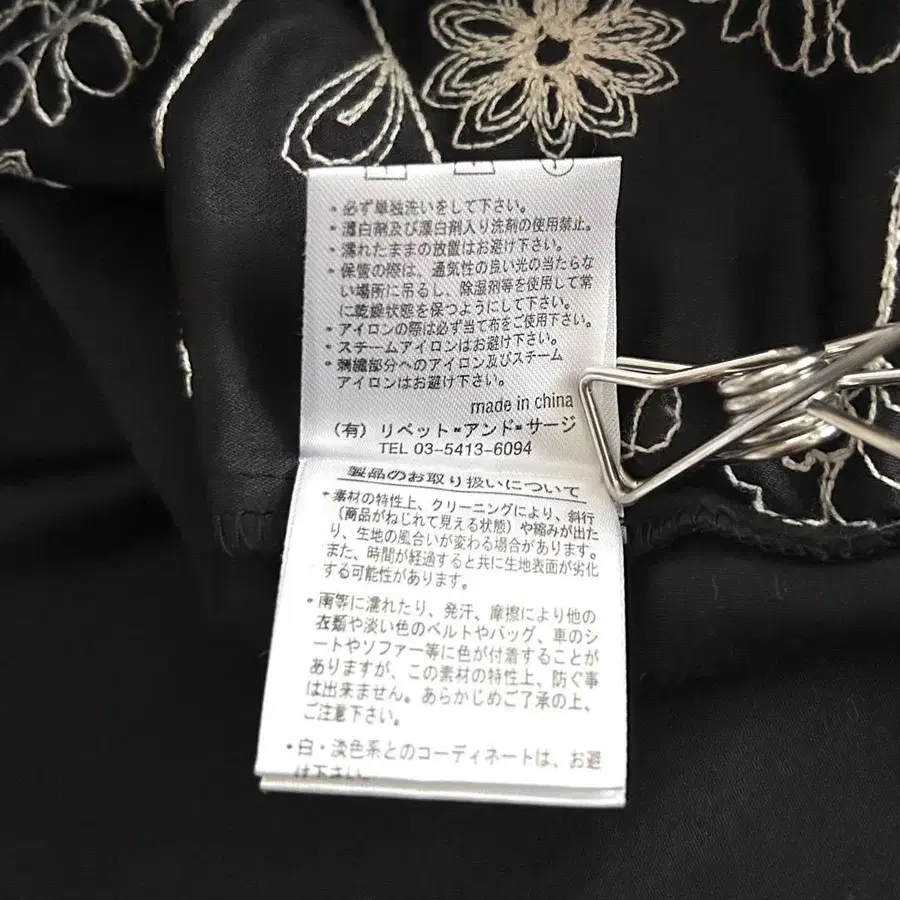 ・必ず単独洗いをして下さい。
・薄白剤及び漂白剤入り洗剤の使用禁止。
・濡れたままの放置はお避け下さい。
・保管の際は、通気性の良い光の当たらな
い場所に吊るし、除湿剤等を使用して常
に乾燥状態を保つようにして下さい。
・アイロンの際は必ず当て布をご使用下さい。
・スチームアイロンはお避け下さい。
・刺繍部分へのアイロン及びスチーム
アイロンはお避け下さい。
made in china
(有) リベット・アンド・サージ
TEL 03-5413-6094
製品のお取り扱いについて
・素材の特性上、クリーニングにより、斜行
(商品がねじれて見える状態) や縮みが出た
り、生地の風合いが変わる場合があります。
また、時間が経過すると共に生地表面が劣化
する可能性があります。
・雨等に濡れたり、発汗、摩擦により他の
衣類や淡い色のベルトやバッグ、車のシ
ートやソファー等に色が付着することが
ありますが、この素材の特性上、防ぐ事
は出来ません。あらかじめご了承の上、
ご注意下さい。
・白・淡色系とのコーディネートは、お避
け下さい。